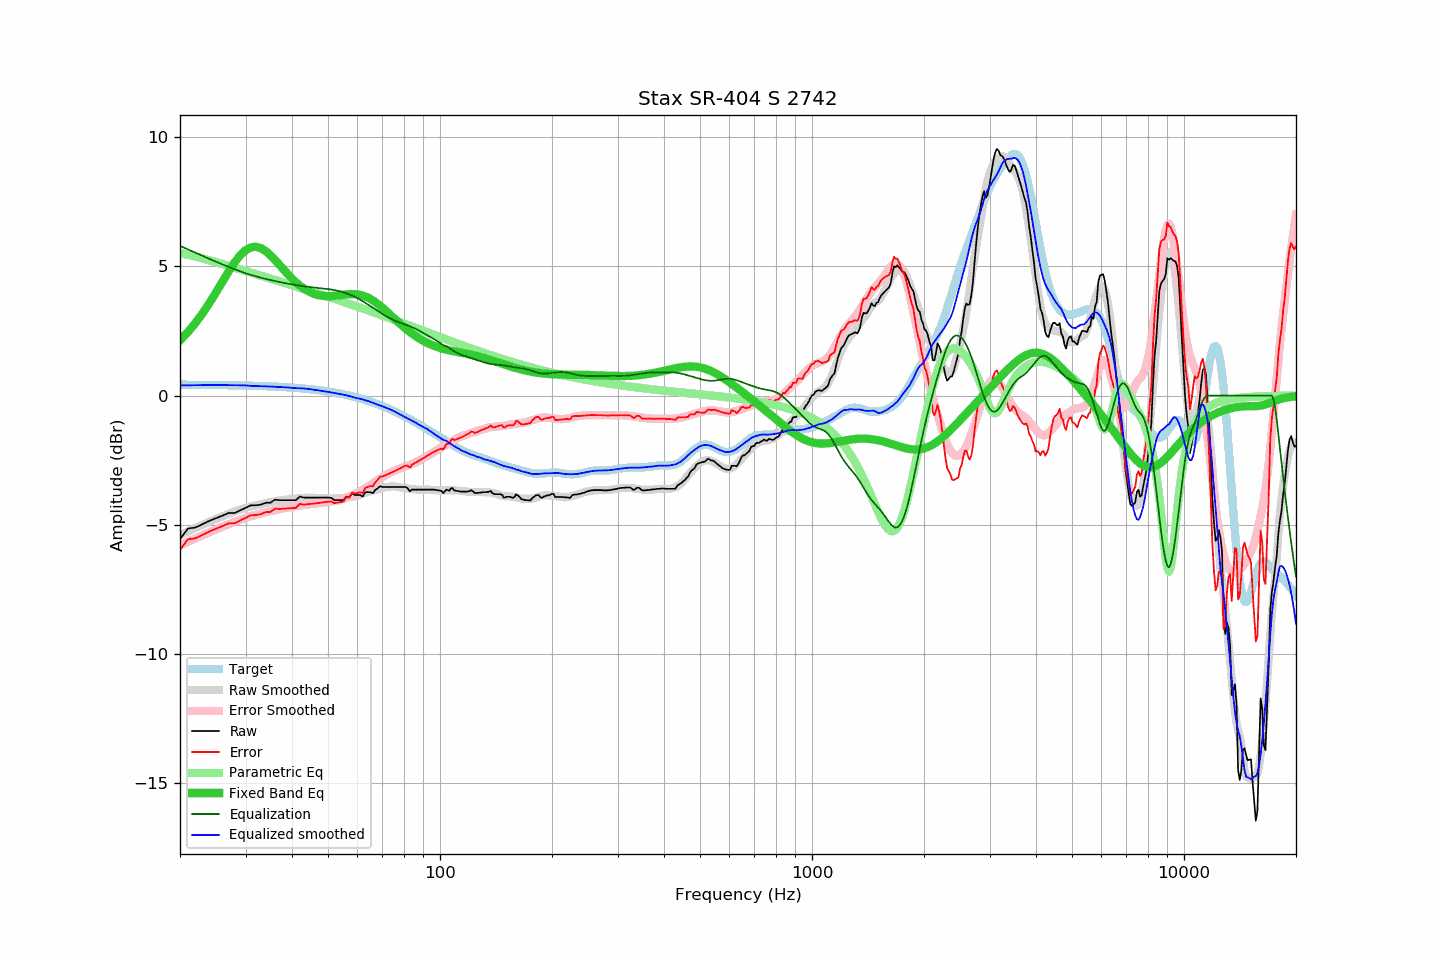 Stax SR-404 S 2742
10
5
0
−5
−10
−15
Amplitude (dBr)
Target
Raw Smoothed
Error Smoothed
Raw
Error
Parametric Eq
Fixed Band Eq
Equalization
Equalized smoothed
100 1000 10000
Frequency (Hz)